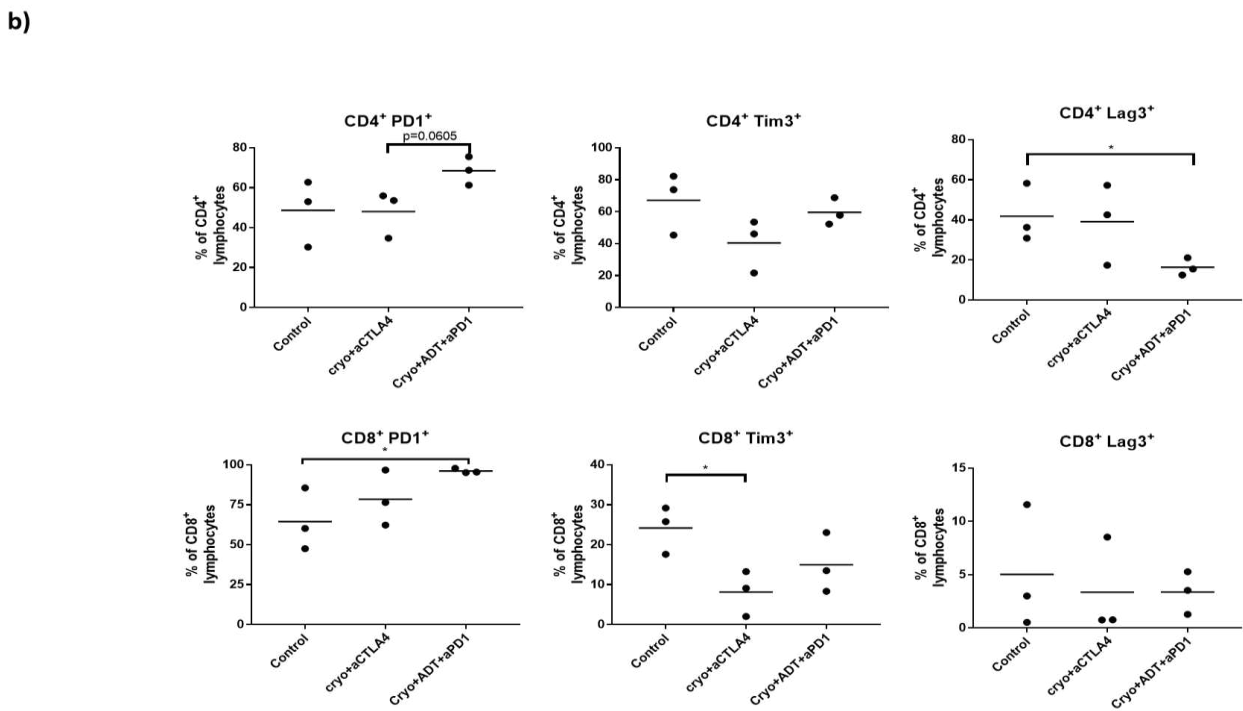 b)
CD4⁺ PD1⁺
p=0.0605
80
60
40
20
0
% of CD4⁺
lymphocytes
Control
cryo+aCTLA4
Cryo+ADT+aPD1
CD4⁺ Tim3⁺
100
80
60
40
20
0
% of CD4⁺
lymphocytes
Control
cryo+aCTLA4
Cryo+ADT+aPD1
CD4⁺ Lag3⁺
*
80
60
40
20
0
% of CD4⁺
lymphocytes
Control
cryo+aCTLA4
Cryo+ADT+aPD1
CD8⁺ PD1⁺
*
100
75
50
25
0
% of CD8⁺
lymphocytes
Control
cryo+aCTLA4
Cryo+ADT+aPD1
CD8⁺ Tim3⁺
*
40
30
20
10
0
% of CD8⁺
lymphocytes
Control
cryo+aCTLA4
Cryo+ADT+aPD1
CD8⁺ Lag3⁺
15
10
5
0
% of CD8⁺
lymphocytes
Control
cryo+aCTLA4
Cryo+ADT+aPD1